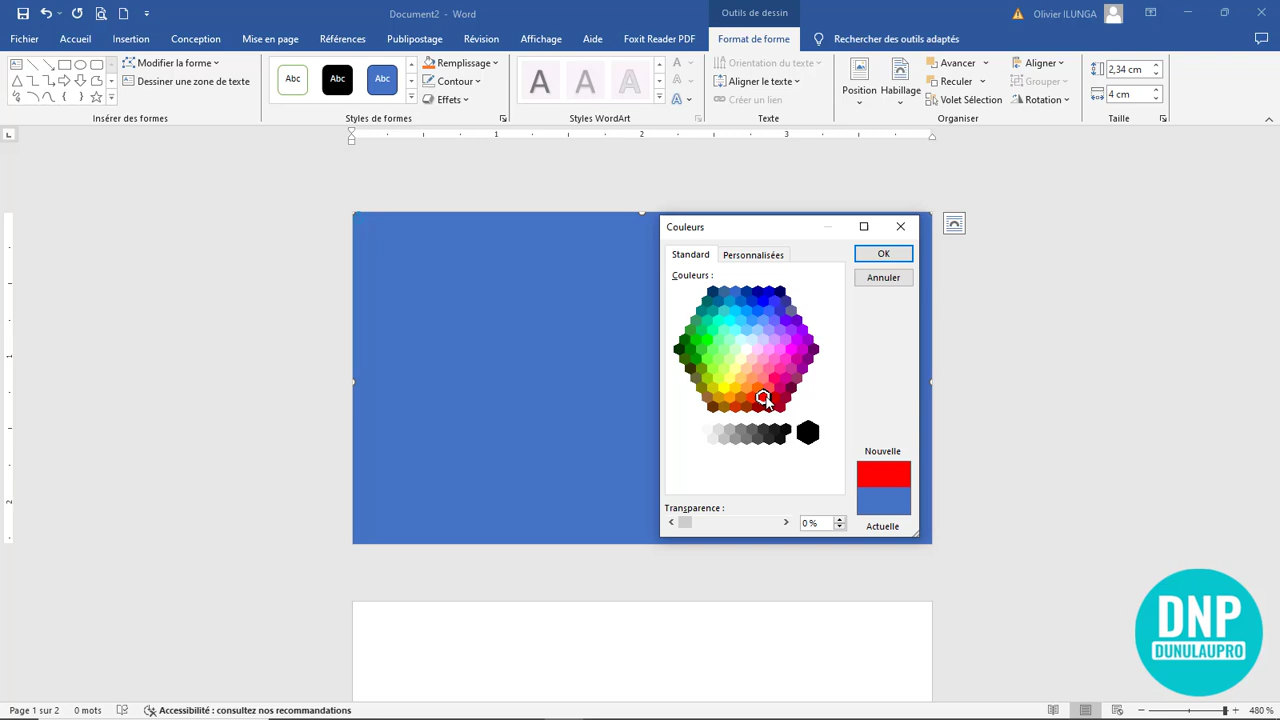 Document2 - Word
Outils de dessin
Olivier ILUNGA
Fichier Accueil Insertion Conception Mise en page Références Publipostage Révision Affichage Aide Foxit Reader PDF Format de forme Rechercher des outils adaptés
Modifier la forme
Dessiner une zone de texte
Insérer des formes
Abc Abc Abc
Remplissage
Contour
Effets
Styles de formes
A A A
A
A
A
Styles WordArt
Orientation du texte
Aligner le texte
Créer un lien
Texte
Position
Habillage
Avancer
Reculer
Volet Sélection
Aligner
Grouper
Rotation
Organiser
2,34 cm
4 cm
Taille
L
1 2 3
1
2
Couleurs
Standard Personnalisées
OK
Annuler
Couleurs :
Nouvelle
Actuelle
Transparence :
0 %
DNP
DUNULAUPRO
Page 1 sur 2 0 mots Accessibilité : consultez nos recommandations 480 %